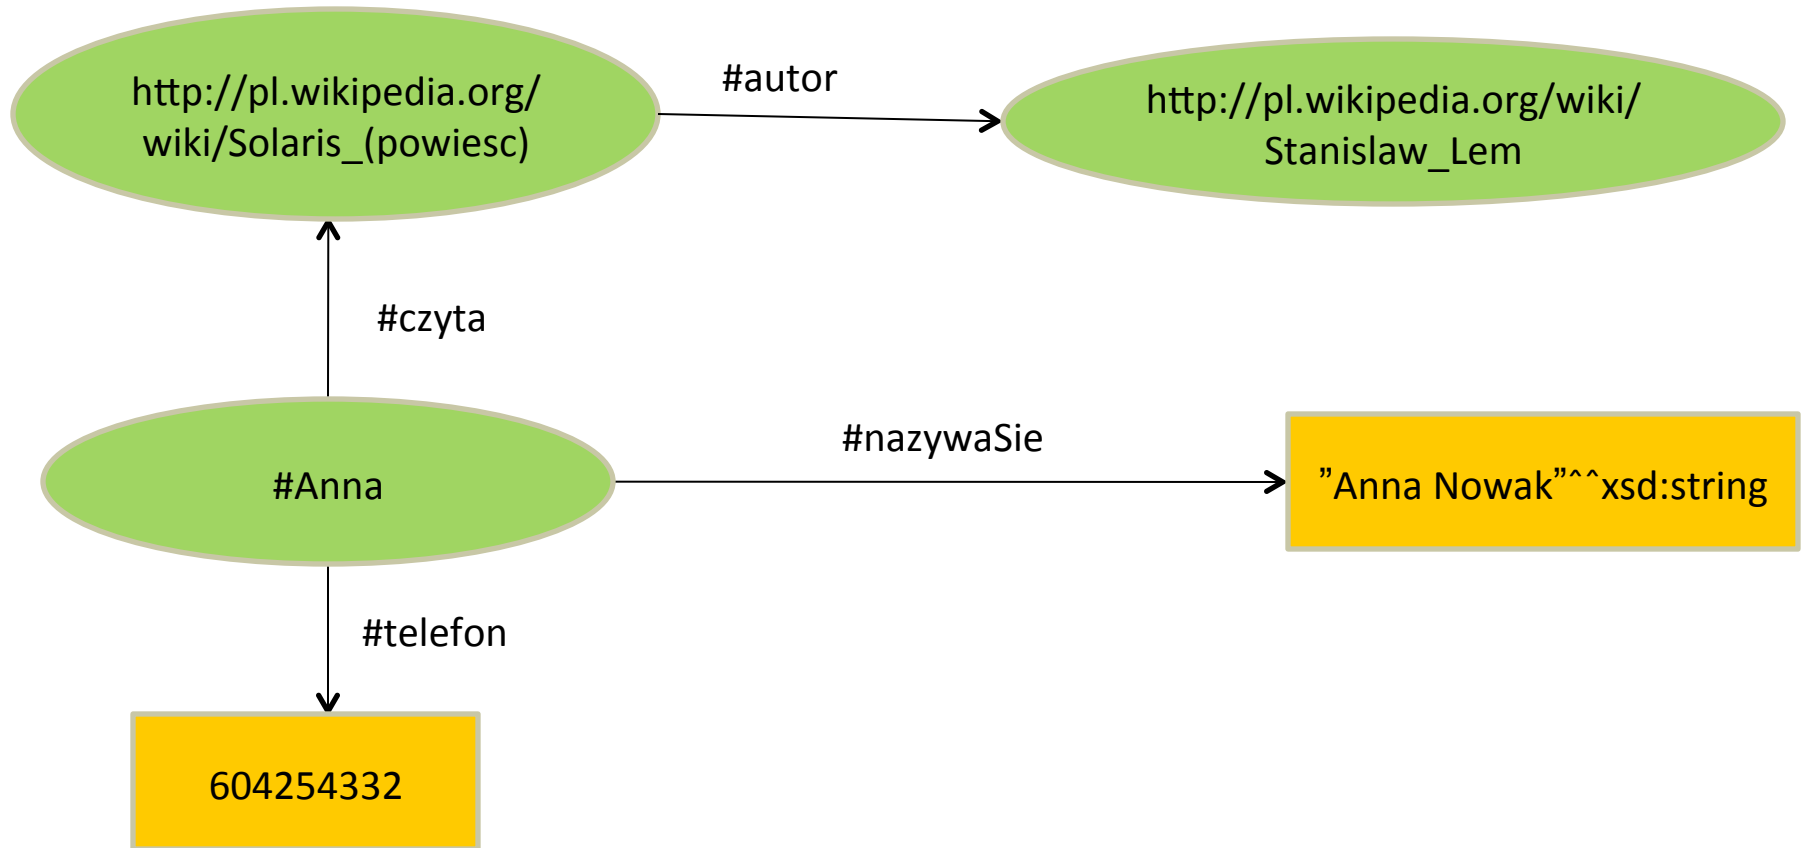 http://pl.wikipedia.org/
wiki/Solaris_(powiesc)
#autor
http://pl.wikipedia.org/wiki/
Stanislaw_Lem
#czyta
#Anna
#nazywaSie
”Anna Nowak”^^xsd:string
#telefon
604254332